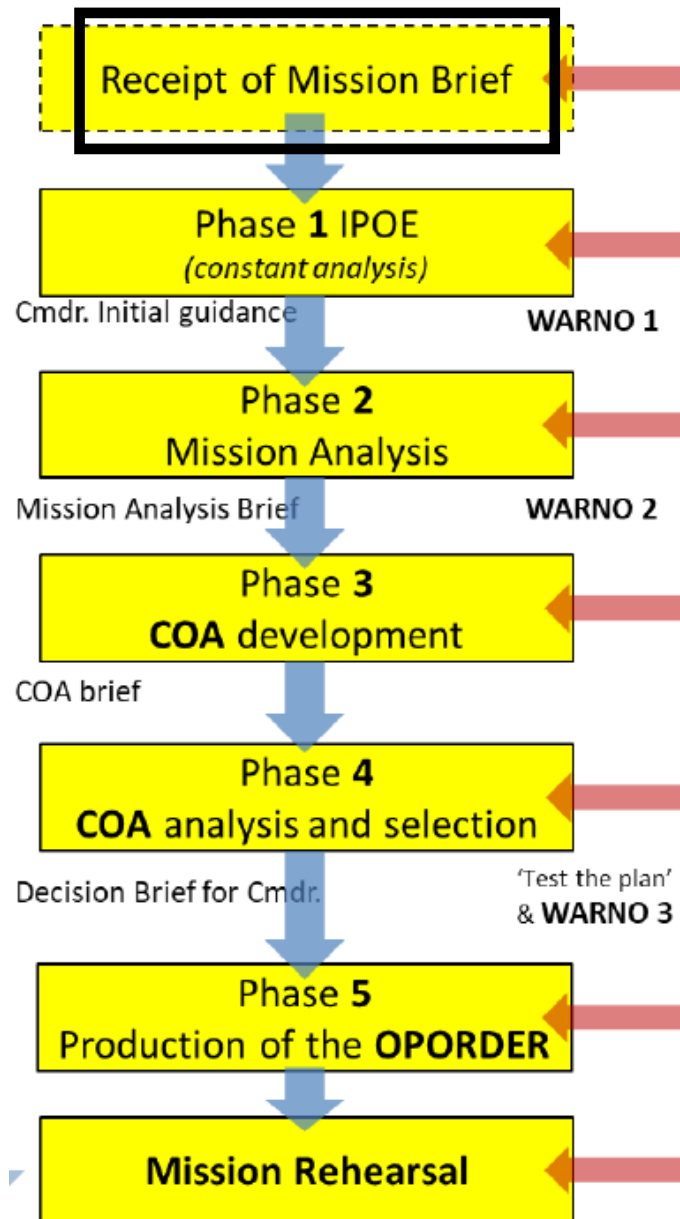 Receipt of Mission Brief
Phase 1 IPOE
(constant analysis)
Cmdr. Initial guidance
WARNO 1
Phase 2
Mission Analysis
Mission Analysis Brief
WARNO 2
Phase 3
COA development
COA brief
Phase 4
COA analysis and selection
Decision Brief for Cmdr.
'Test the plan'
& WARNO 3
Phase 5
Production of the OPORDER
Mission Rehearsal